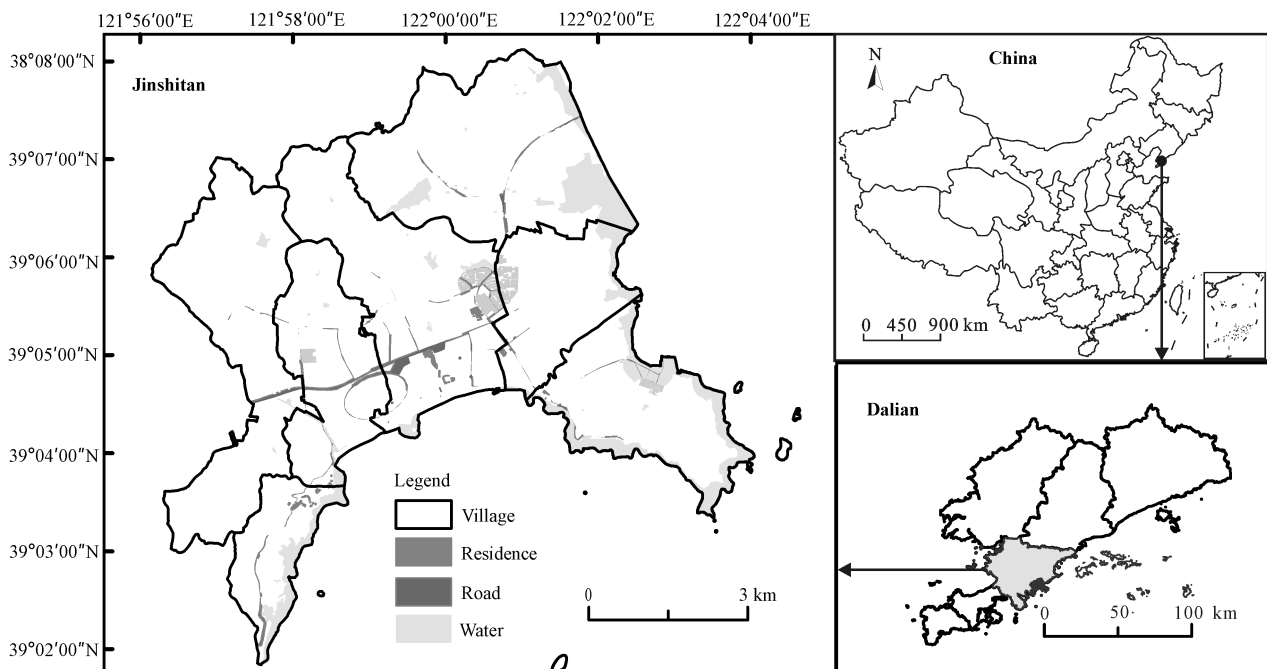 121°56′00″E 121°58′00″E 122°00′00″E 122°02′00″E 122°04′00″E
38°08′00″N
39°07′00″N
39°06′00″N
39°05′00″N
39°04′00″N
39°03′00″N
39°02′00″N
Jinshitan
Legend
Village
Residence
Road
Water
0 3 km
N
China
0 450 900 km
Dalian
0 50 100 km